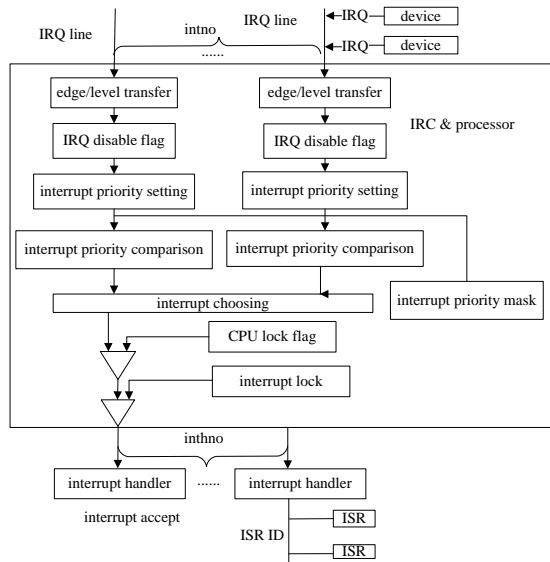 IRQ line
intno
IRQ line
IRQ
device
......
IRQ
device
edge/level transfer
edge/level transfer
IRC & processor
IRQ disable flag
IRQ disable flag
interrupt priority setting
interrupt priority setting
interrupt priority comparison
interrupt priority comparison
interrupt choosing
interrupt priority mask
CPU lock flag
interrupt lock
inthno
interrupt handler
......
interrupt handler
interrupt accept
ISR
ISR ID
ISR